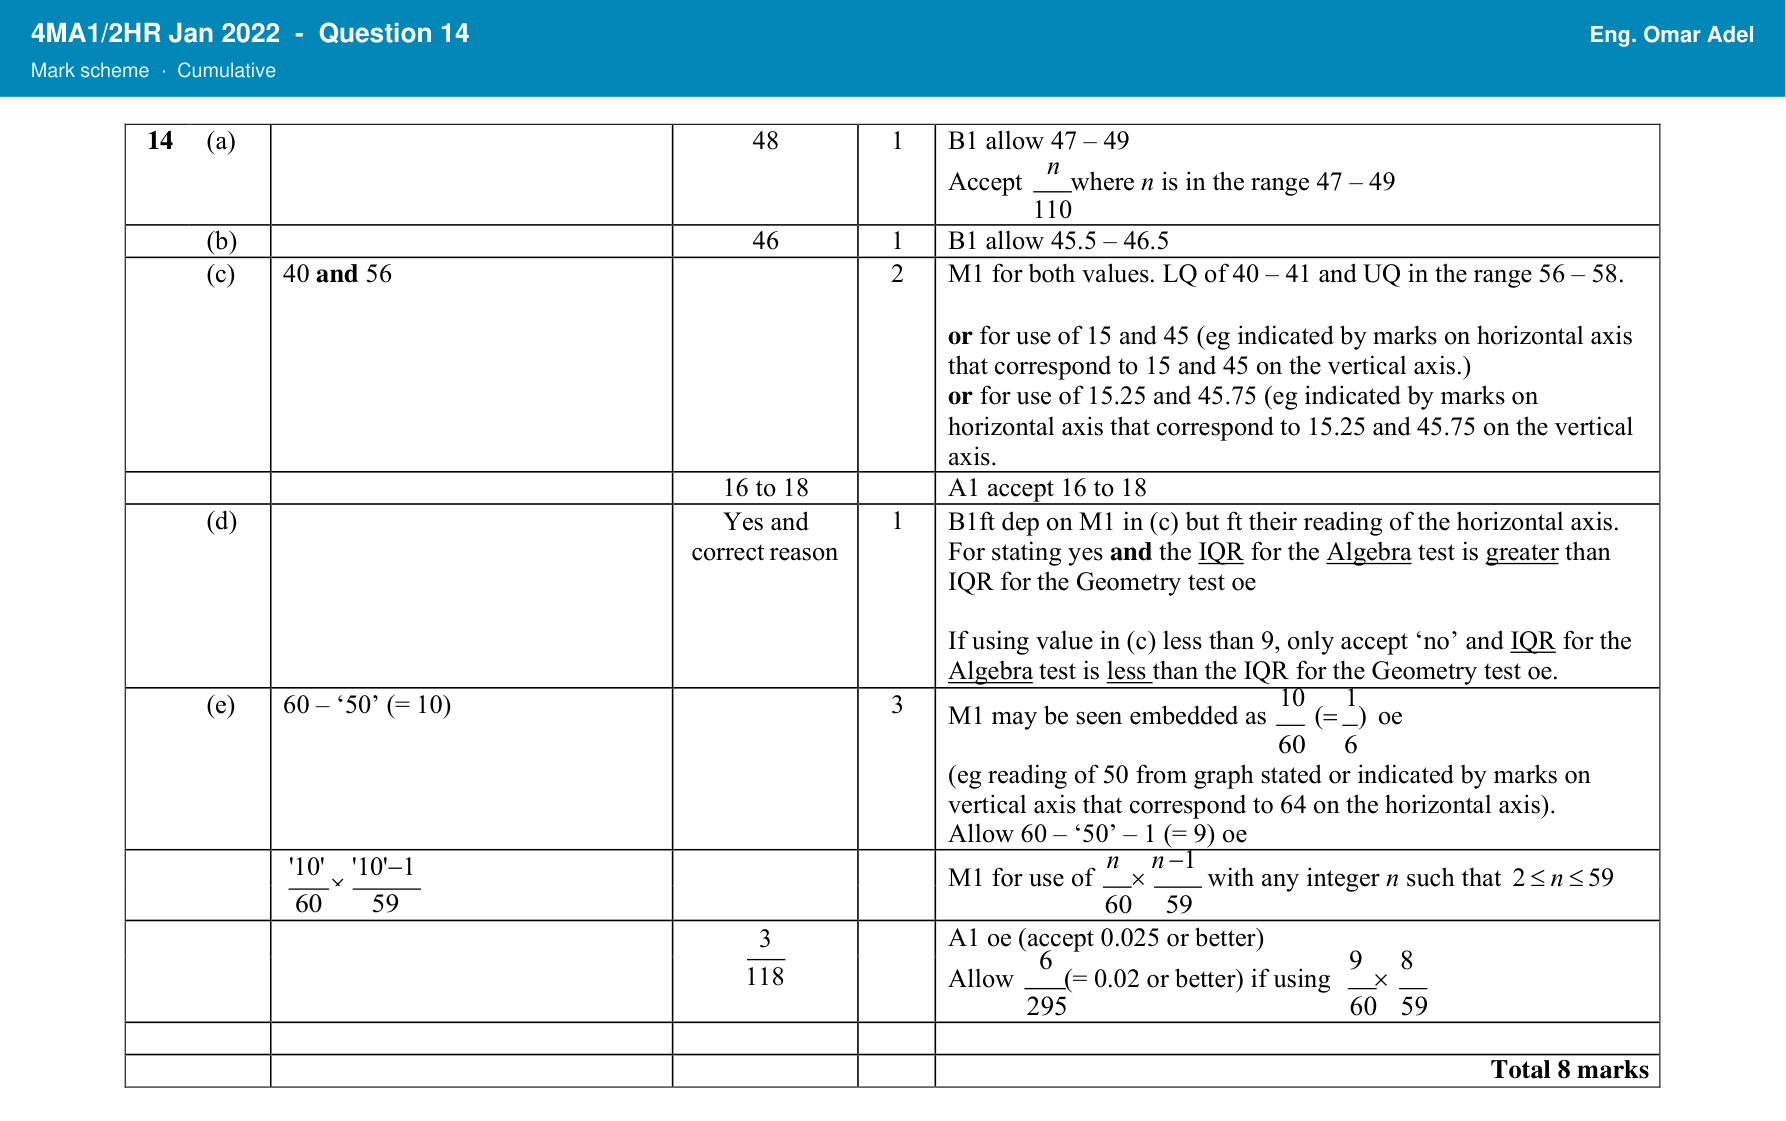 4MA1/2HR Jan 2022 - Question 14
Eng. Omar Adel
Mark scheme · Cumulative
14 (a) 48 1 B1 allow 47 – 49
Accept n/110 where n is in the range 47 – 49
(b) 46 1 B1 allow 45.5 – 46.5
(c) 40 and 56 2 M1 for both values. LQ of 40 – 41 and UQ in the range 56 – 58.
or for use of 15 and 45 (eg indicated by marks on horizontal axis
that correspond to 15 and 45 on the vertical axis.)
or for use of 15.25 and 45.75 (eg indicated by marks on
horizontal axis that correspond to 15.25 and 45.75 on the vertical
axis.
16 to 18 A1 accept 16 to 18
(d) Yes and correct reason 1 B1ft dep on M1 in (c) but ft their reading of the horizontal axis.
For stating yes and the IQR for the Algebra test is greater than
IQR for the Geometry test oe
If using value in (c) less than 9, only accept ‘no’ and IQR for the
Algebra test is less than the IQR for the Geometry test oe.
(e) 60 – ‘50’ (= 10) 3 M1 may be seen embedded as 10/60 (= 1/6) oe
(eg reading of 50 from graph stated or indicated by marks on
vertical axis that correspond to 64 on the horizontal axis).
Allow 60 – ‘50’ – 1 (= 9) oe
'10'/60 × '10'–1/59 M1 for use of n/60 × n–1/59 with any integer n such that 2 ≤ n ≤ 59
3/118 A1 oe (accept 0.025 or better)
Allow 6/295 (= 0.02 or better) if using 9/60 × 8/59
Total 8 marks